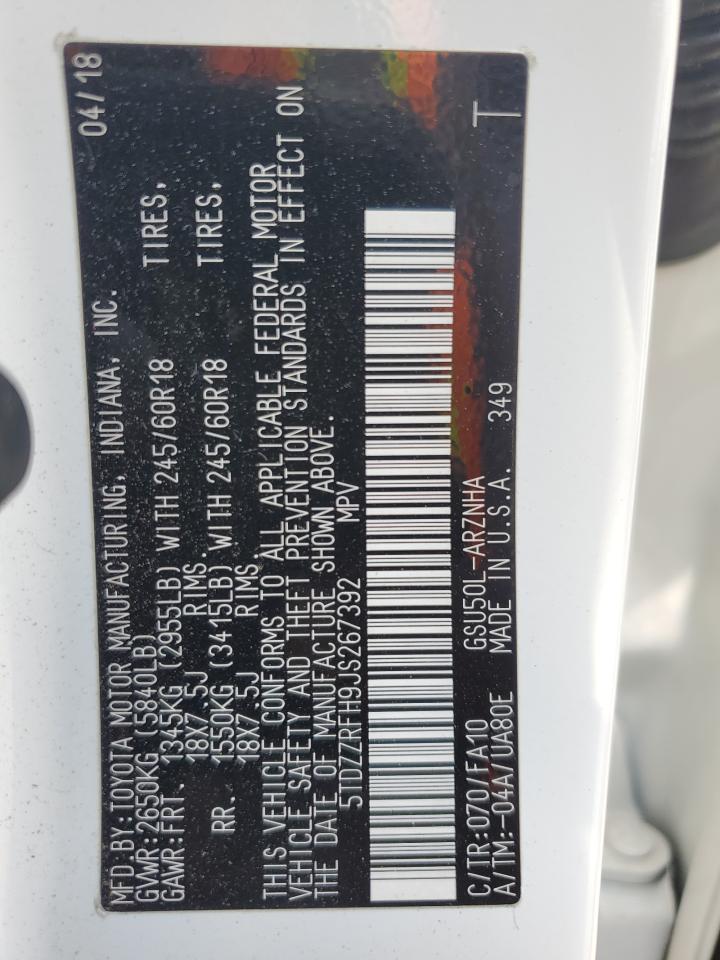 MFD.BY:TOYOTA MOTOR MANUFACTURING, INDIANA, INC. 04/18
GVWR:2650KG (5840LB)
GAWR:FRT. 1345KG (2955LB) WITH 245/60R18 TIRES,
18X7.5J RIMS.
RR. 1550KG (3415LB) WITH 245/60R18 TIRES,
18X7.5J RIMS
THIS VEHICLE CONFORMS TO ALL APPLICABLE FEDERAL MOTOR
VEHICLE SAFETY AND THEFT PREVENTION STANDARDS IN EFFECT ON
THE DATE OF MANUFACTURE SHOWN ABOVE.
5TDZZRFH9JS267392 MPV
C/TR:070/FA10 GSU50L-ARZNHA T
A/TM:-04A/UA80E MADE IN U.S.A. 349